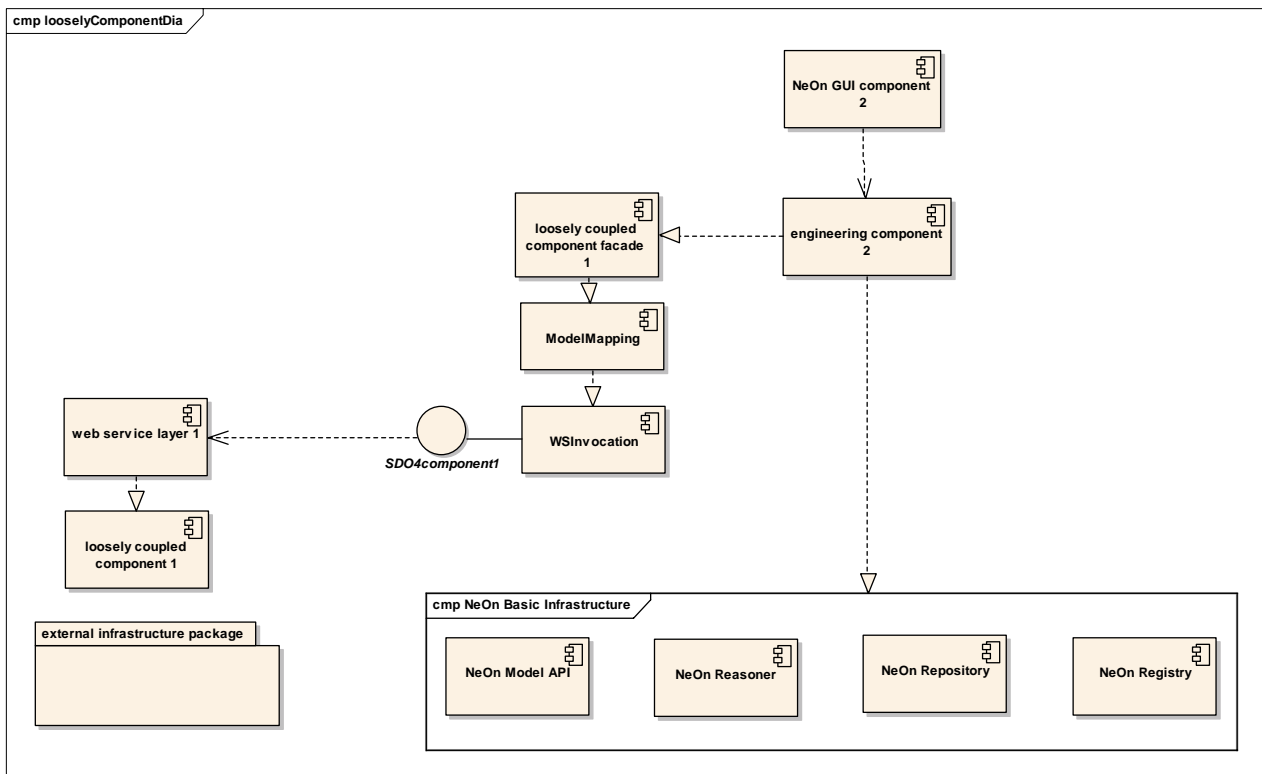 cmp looselyComponentDia
NeOn GUI component
2
loosely coupled
component facade
1
engineering component
2
ModelMapping
web service layer 1
WSInvocation
SDO4component1
loosely coupled
component 1
cmp NeOn Basic Infrastructure
external infrastructure package
NeOn Model API
NeOn Reasoner
NeOn Repository
NeOn Registry